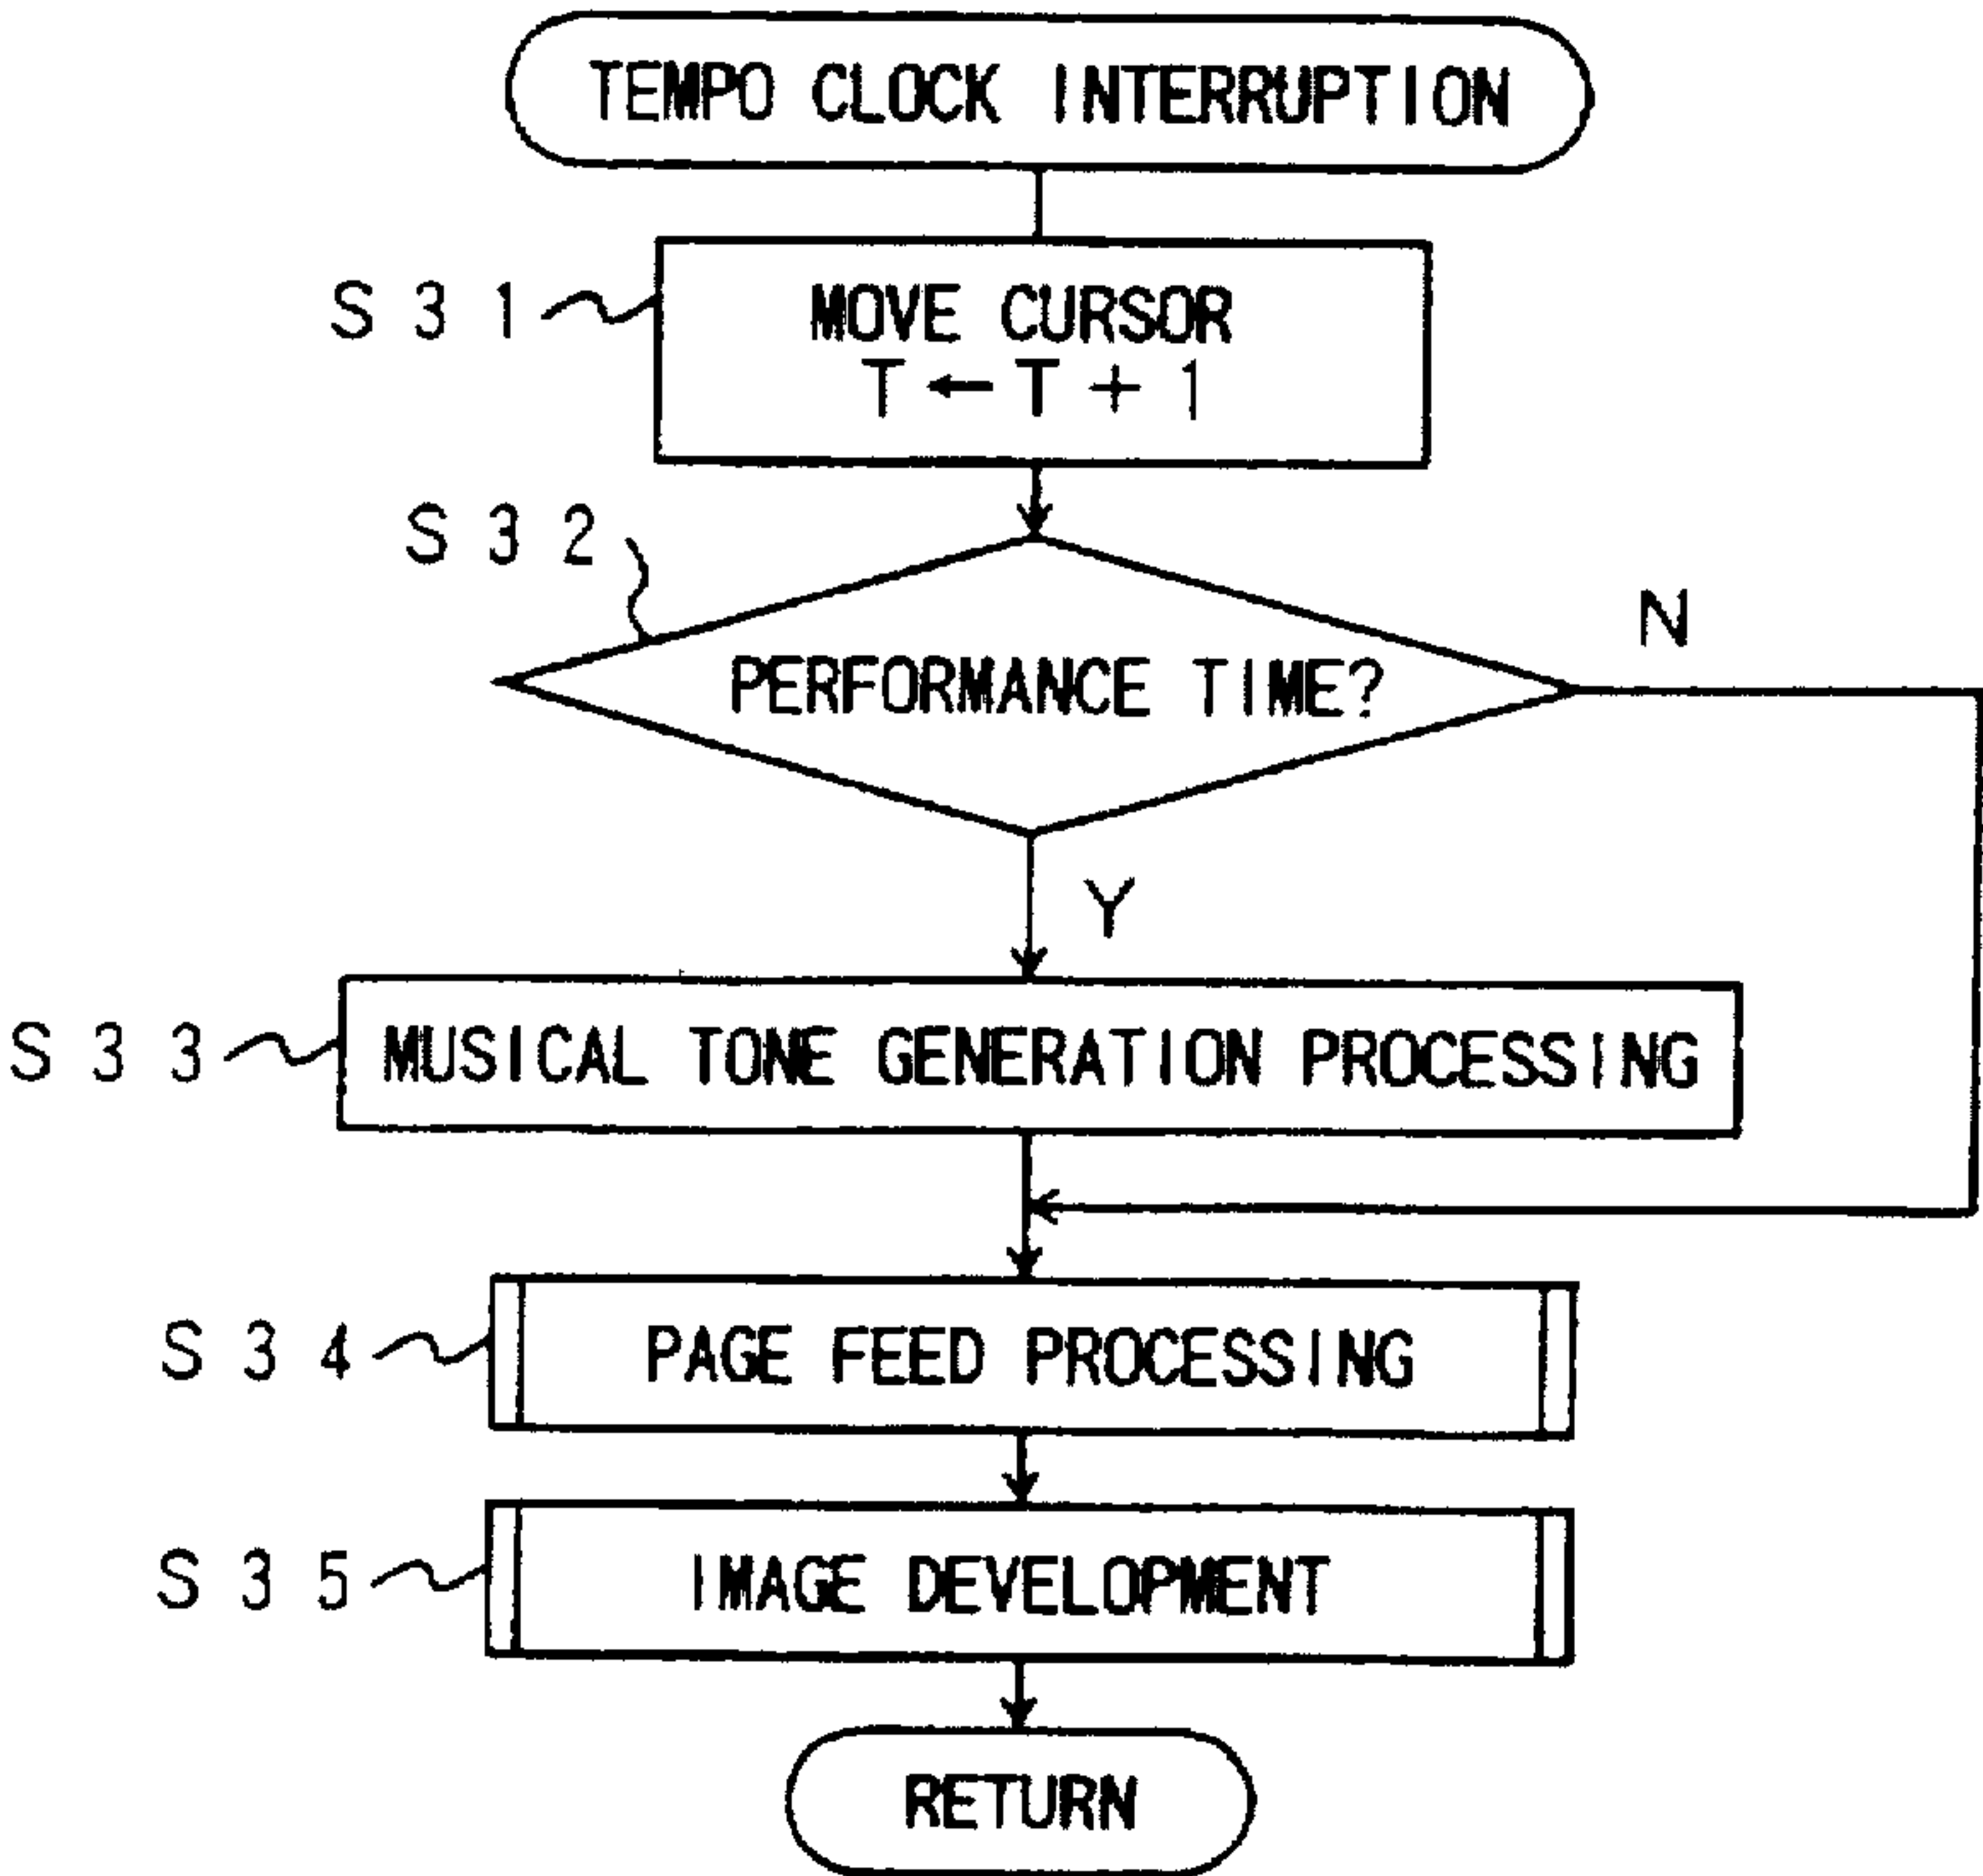 TEMPO CLOCK INTERRUPTION
S31
MOVE CURSOR
T ← T + 1
S32
PERFORMANCE TIME?
N
Y
S33
MUSICAL TONE GENERATION PROCESSING
S34
PAGE FEED PROCESSING
S35
IMAGE DEVELOPMENT
RETURN